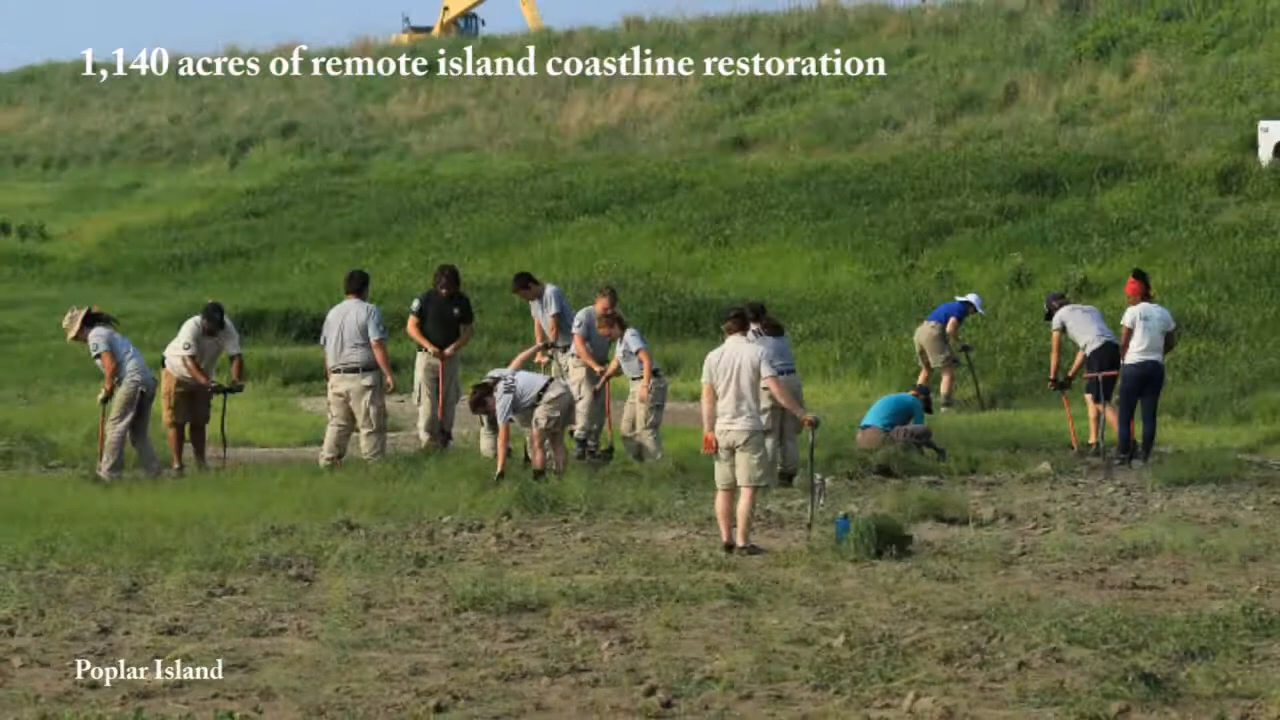 1,140 acres of remote island coastline restoration
Poplar Island